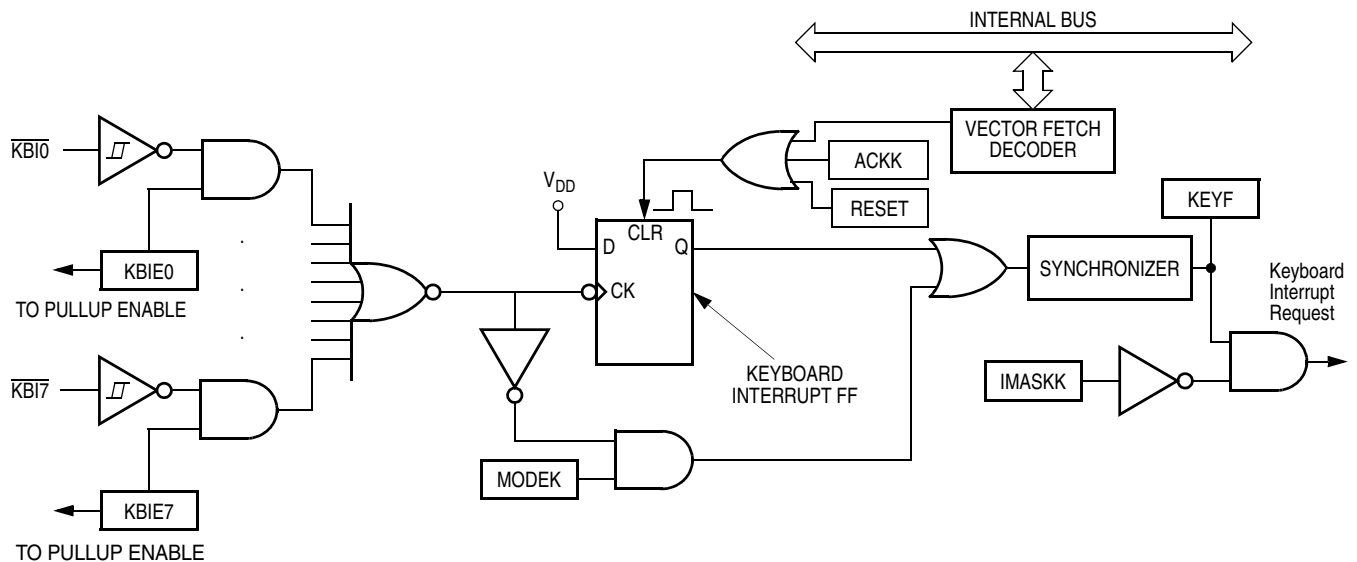 INTERNAL BUS
VECTOR FETCH
DECODER
ACKK
RESET
KBI0
KBIE0
TO PULLUP ENABLE
KBI7
KBIE7
TO PULLUP ENABLE
VDD
D
CLR
Q
CK
KEYBOARD
INTERRUPT FF
MODEK
SYNCHRONIZER
KEYF
IMASKK
Keyboard
Interrupt
Request